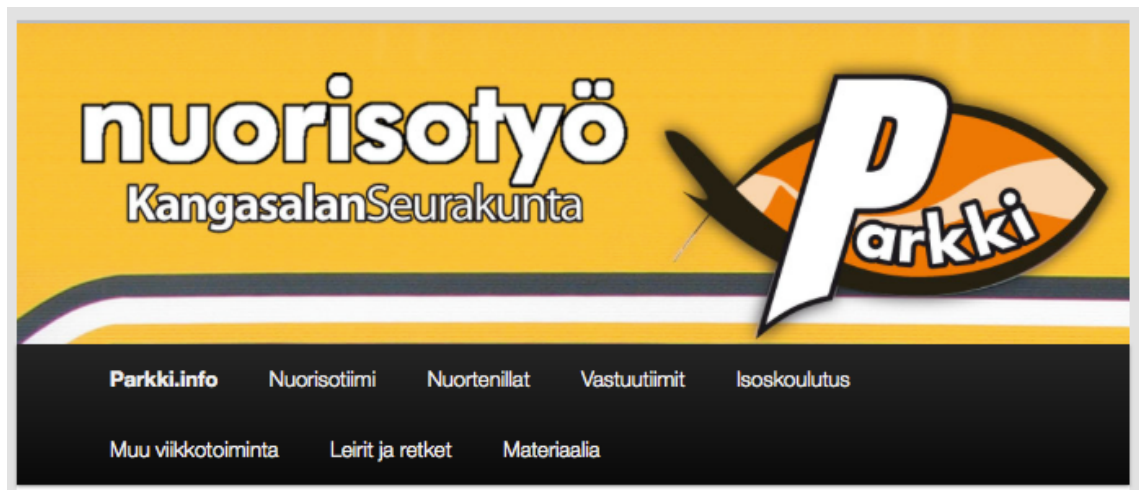 nuorisotyö
KangasalanSeurakunta
Parkki
Parkki.info Nuorisotiimi Nuortenillat Vastuutiimit Isoskoulutus
Muu viikkotoiminta Leirit ja retket Materiaalia